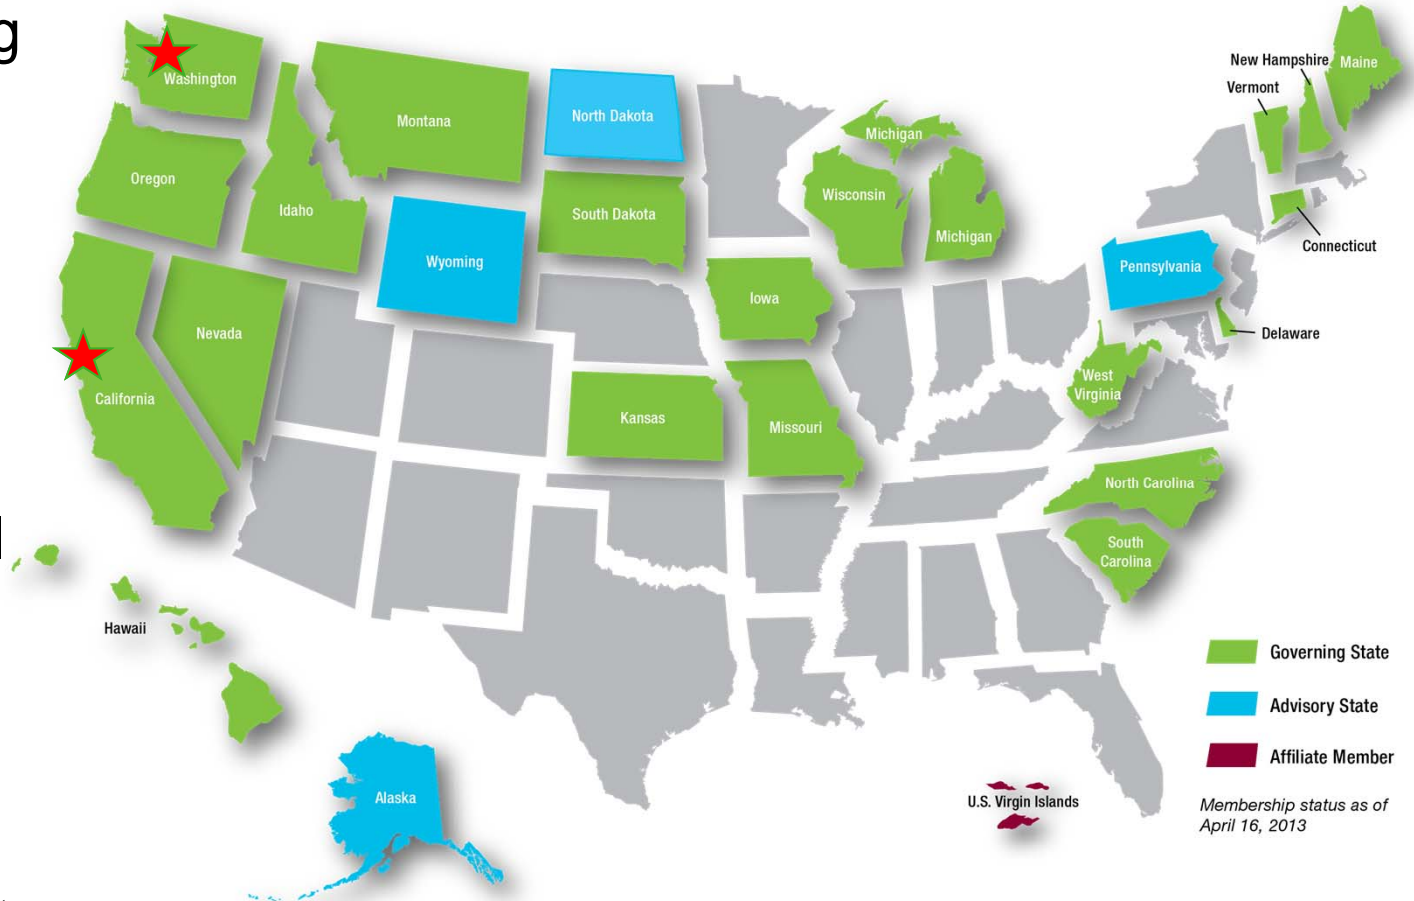 g
New Hampshire
Maine
Vermont
Washington
North Dakota
Montana
Michigan
Oregon
Wisconsin
Idaho
South Dakota
Michigan
Connecticut
Wyoming
Pennsylvania
Iowa
Nevada
Delaware
California
West
Virginia
Kansas
Missouri
North Carolina
South
Carolina
Hawaii
Governing State
Advisory State
Affiliate Member
Alaska
U.S. Virgin Islands
Membership status as of
April 16, 2013